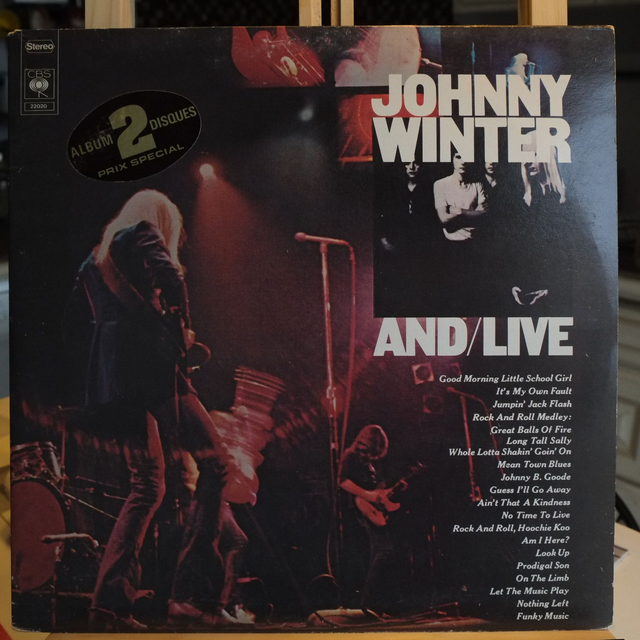 Stereo
CBS
22020
ALBUM 2 DISQUES
PRIX SPECIAL
JOHNNY
WINTER
AND/LIVE
Good Morning Little School Girl
It's My Own Fault
Jumpin' Jack Flash
Rock And Roll Medley:
Great Balls Of Fire
Long Tall Sally
Whole Lotta Shakin' Goin' On
Mean Town Blues
Johnny B. Goode
Guess I'll Go Away
Ain't That A Kindness
No Time To Live
Rock And Roll, Hoochie Koo
Am I Here?
Look Up
Prodigal Son
On The Limb
Let The Music Play
Nothing Left
Funky Music